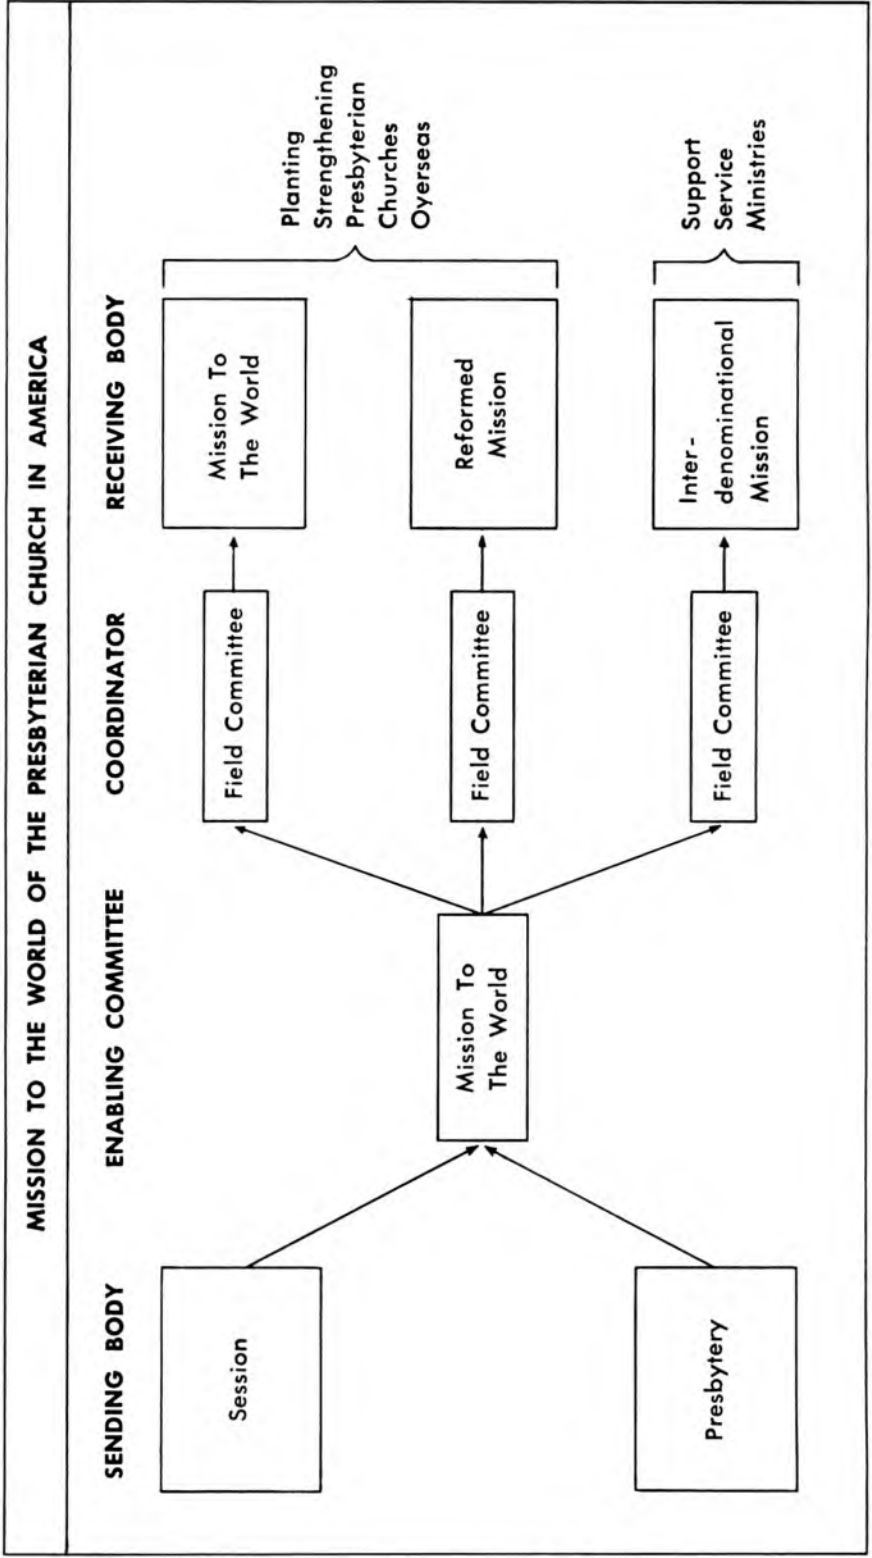 MISSION TO THE WORLD OF THE PRESBYTERIAN CHURCH IN AMERICA
SENDING BODY
ENABLING COMMITTEE
COORDINATOR
RECEIVING BODY
Session
Presbytery
Mission To
The World
Field Committee
Field Committee
Field Committee
Mission To
The World
Reformed
Mission
Inter-
denominational
Mission
Planting
Strengthening
Presbyterian
Churches
Oyerseas
Support
Service
Ministries